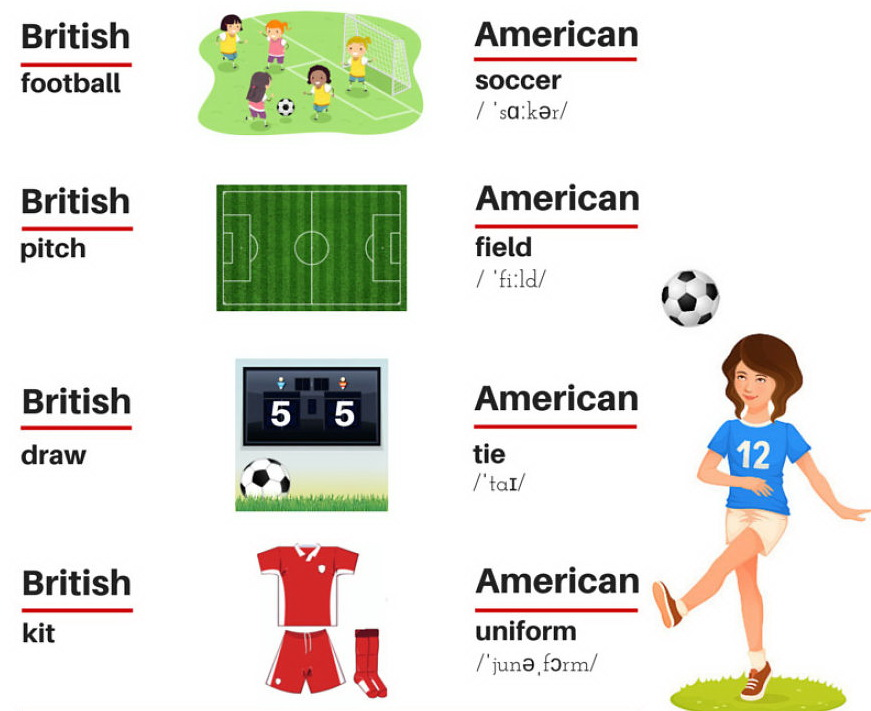 British
football
American
soccer
/ ˈsɑːkər/
British
pitch
American
field
/ ˈfiːld/
British
draw
5 5
American
tie
/ˈtaɪ/
12
British
kit
American
uniform
/ˈjunəˌfɔrm/